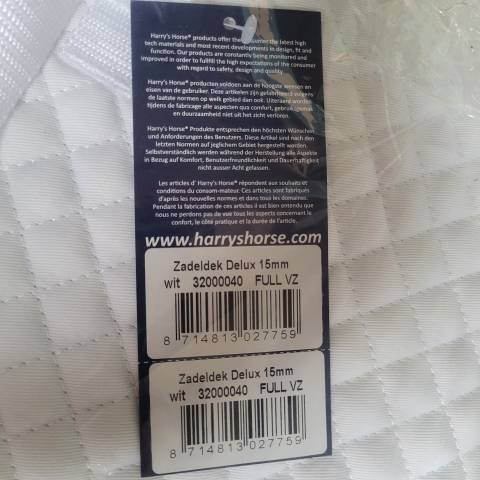 Harry's Horse® products offer the consumer the latest high
tech materials and most recent developments in design, fit and
function. Our products are constantly being monitored and
improved in order to fullfill the high expectations of the consumer
with regard to safety, design and quality.
Harry's Horse® producten voldoen aan de hoogste wensen en
eisen van de gebruiker. Deze artikelen zijn gefabriceerd volgens
de laatste normen op welk gebied dan ook. Uiteraard worden
tijdens de fabricage alle aspecten qua comfort, gebruiksgemak
en duurzaamheid niet uit het zicht verloren.
Harry's Horse® Produkte entsprechen den höchsten Wünschen
und Anforderungen des Benutzers. Diese Artikel sind nach den
letzten Normen auf jeglichem Gebiet hergestellt worden.
Selbstverständlich werden während der Herstellung alle Aspekte
in Bezug auf Komfort, Benutzerfreundlichkeit und Dauerhaftigkeit
nicht ausser Acht gelassen.
Les articles d' Harry's Horse® répondent aux souhaits et
conditions du consom-mateur. Ces articles sont fabriqués
d'après les nouvelles normes et dans tous les domaines.
Pendant la fabrication de ces articles il est bien entendu que
nous ne perdons pas de vue tous les aspects concernant le
confort, le côté pratique et la durée de l'article.
www.harryshorse.com
Zadeldek Delux 15mm
wit 32000040 FULL VZ
8 714813 027759
Zadeldek Delux 15mm
wit 32000040 FULL VZ
8 714813 027759